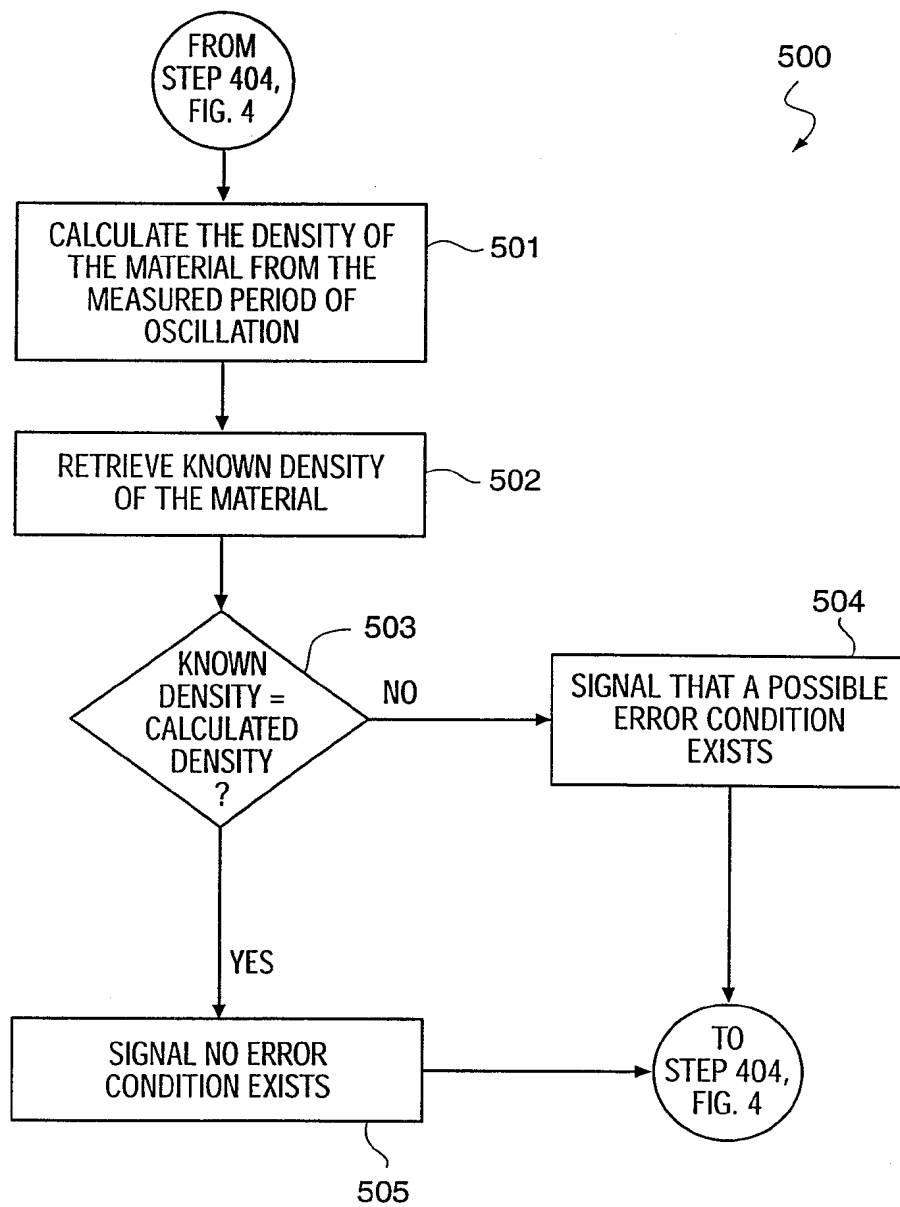 FROM
STEP 404,
FIG. 4
500
CALCULATE THE DENSITY OF
THE MATERIAL FROM THE
MEASURED PERIOD OF
OSCILLATION
501
RETRIEVE KNOWN DENSITY
OF THE MATERIAL
502
KNOWN
DENSITY =
CALCULATED
DENSITY
?
503
NO
504
SIGNAL THAT A POSSIBLE
ERROR CONDITION
EXISTS
YES
SIGNAL NO ERROR
CONDITION EXISTS
505
TO
STEP 404,
FIG. 4